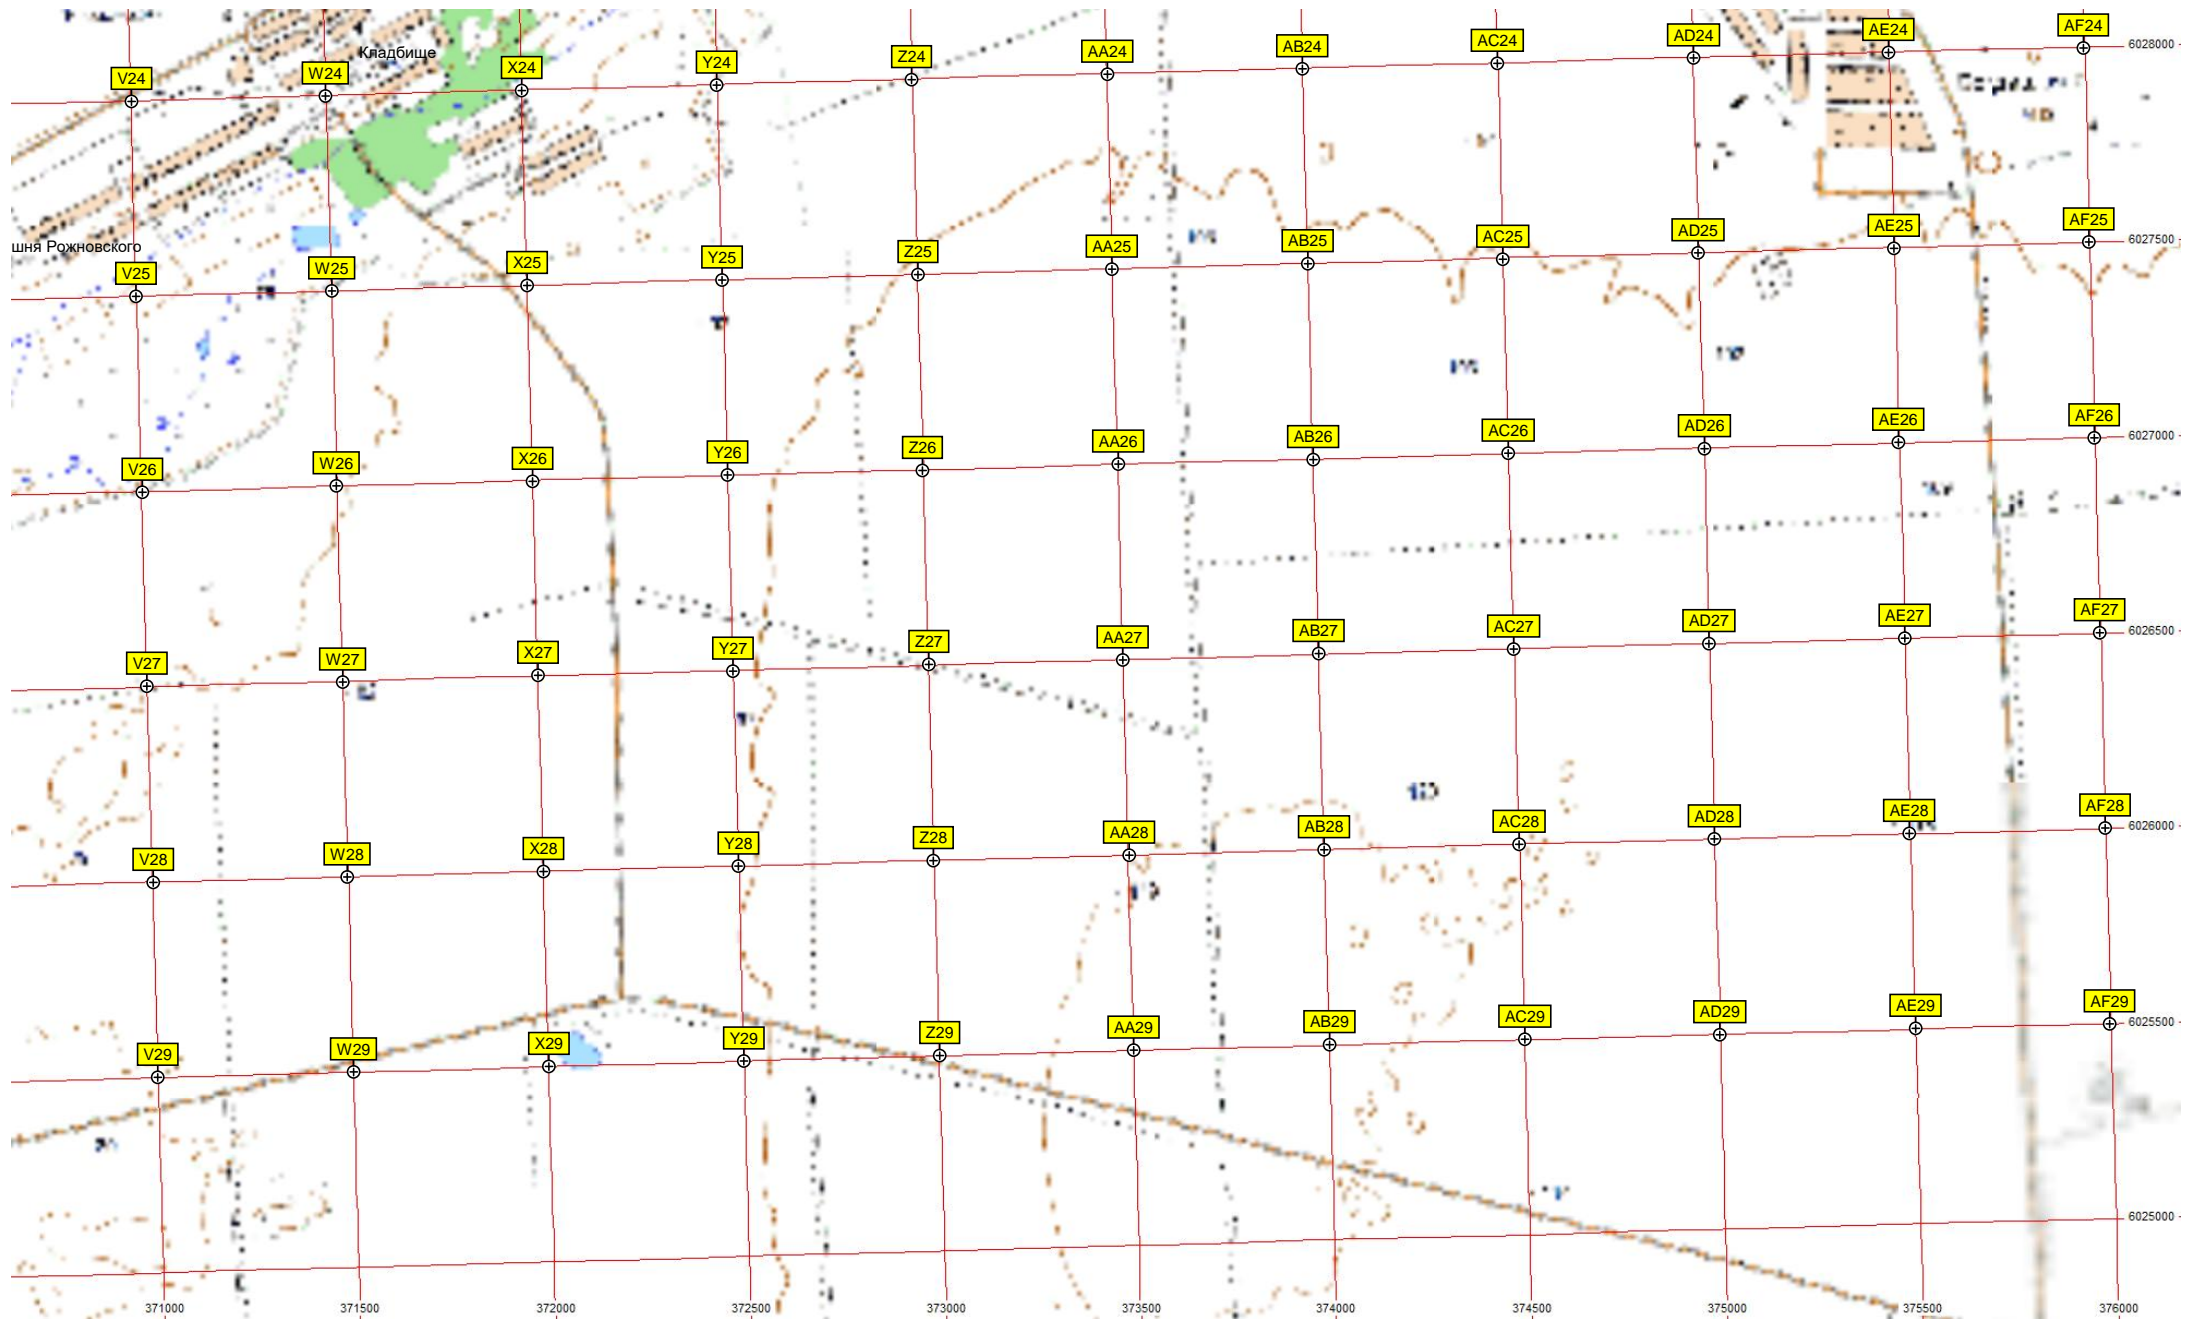 Кладбище
V24 W24 X24 Y24 Z24 AA24 AB24 AC24 AD24 AE24 AF24 6028000
шня Рожновского
V25 W25 X25 Y25 Z25 AA25 AB25 AC25 AD25 AE25 AF25 6027500
V26 W26 X26 Y26 Z26 AA26 AB26 AC26 AD26 AE26 AF26 6027000
V27 W27 X27 Y27 Z27 AA27 AB27 AC27 AD27 AE27 AF27 6026500
V28 W28 X28 Y28 Z28 AA28 AB28 AC28 AD28 AE28 AF28 6026000
V29 W29 X29 Y29 Z29 AA29 AB29 AC29 AD29 AE29 AF29 6025500
6025000
371000 371500 372000 372500 373000 373500 374000 374500 375000 375500 376000